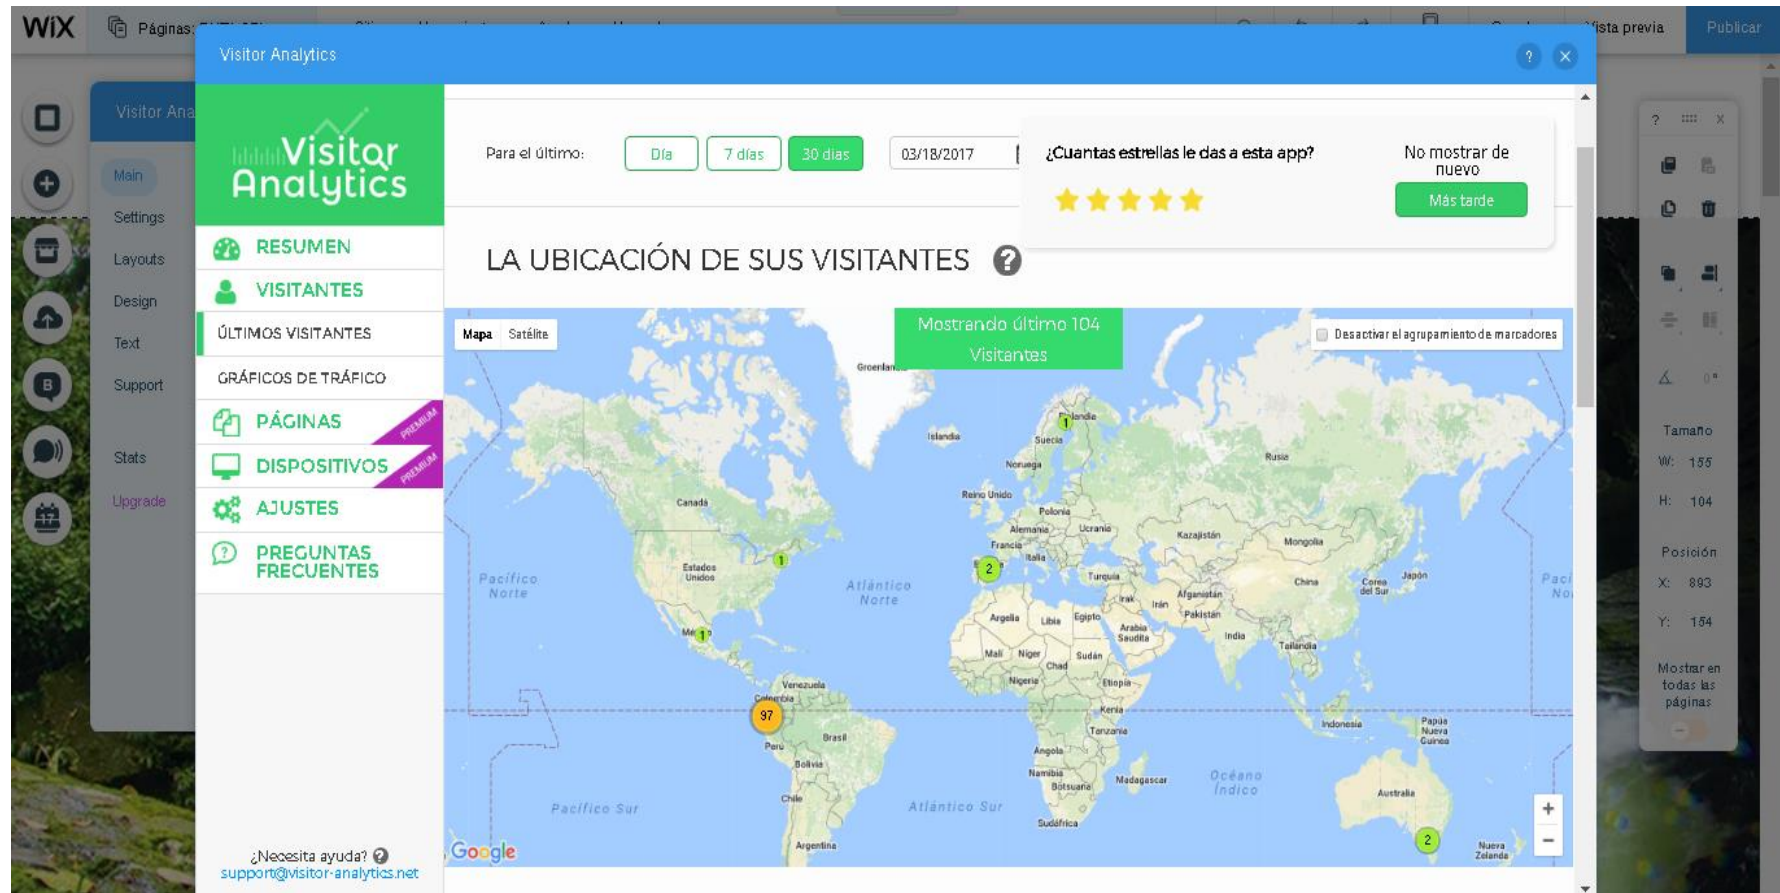 WiX
Páginas:
Vista previa
Publicar
Visitor Analytics
?
Visitor Ana
Main
Settings
Layouts
Design
Text
Support
Stats
Upgrade
B
17
Visitor
Analytics
RESUMEN
VISITANTES
ÚLTIMOS VISITANTES
GRÁFICOS DE TRÁFICO
PÁGINAS
PREMIUM
DISPOSITIVOS
PREMIUM
AJUSTES
PREGUNTAS
FRECUENTES
¿Necesita ayuda? ?
support@visitor-analytics.net
Para el último:
Día
7 días
30 días
03/18/2017
¿Cuantas estrellas le das a esta app?
No mostrar de
nuevo
Más tarde
LA UBICACIÓN DE SUS VISITANTES ?
Mapa Satélite
Mostrando último 104
Visitantes
Desactivar el agrupamiento de marcadores
Islandia
Suecia
1
Noruega
Rusia
Canadá
Reino Unido
Polonia
Alemania
Ucrania
Francia
Kazajistán
Mongolia
Italia
2
Estados
Unidos
1
Turquía
China
Corea
del Sur
Japón
Pacífico
Norte
Atlántico
Norte
Irak
Irán
Afganistán
Pakistán
Argelia
Libia
Egipto
Arabia
Saudita
India
Tailandia
1
Malí
Níger
Chad
Sudán
Nigeria
Etiopía
Venezuela
Colombia
97
Kenia
Tanzania
Indonesia
Papúa
Nueva
Guinea
Brasil
Perú
Bolivia
Angola
Namibia
Botsuana
Madagascar
Océano
Índico
Australia
Chile
Pacífico Sur
Atlántico Sur
Sudáfrica
2
Argentina
Nueva
Zelanda
Google
+
−
? X
0°
Tamaño
W: 155
H: 104
Posición
X: 893
Y: 154
Mostrar en
todas las
páginas